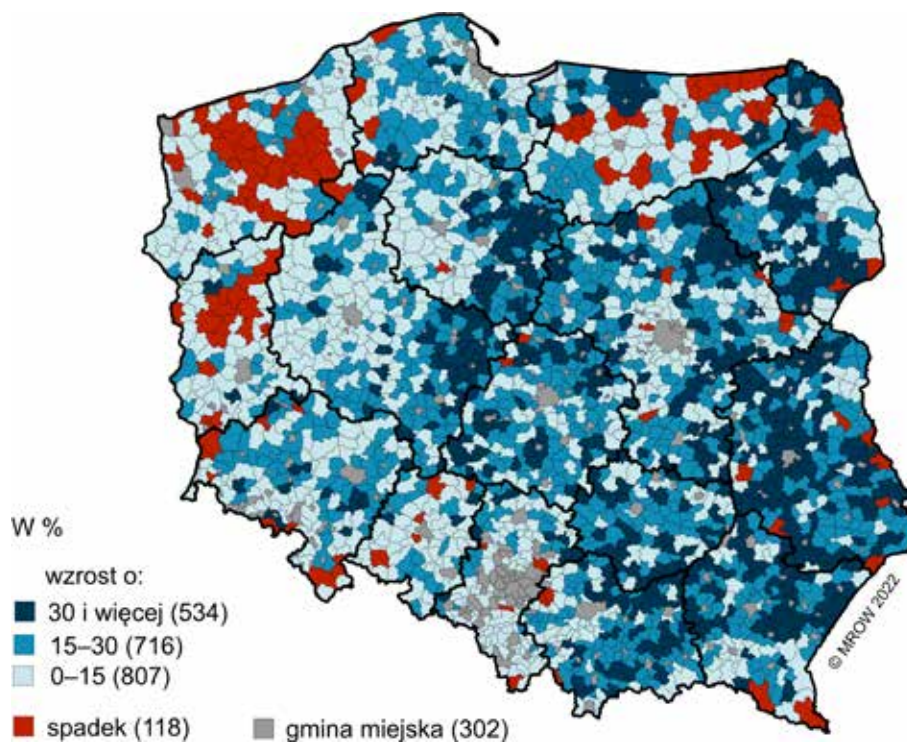 W %
wzrost o:
30 i więcej (534)
15–30 (716)
0–15 (807)
spadek (118)
gmina miejska (302)
© MROW 2022